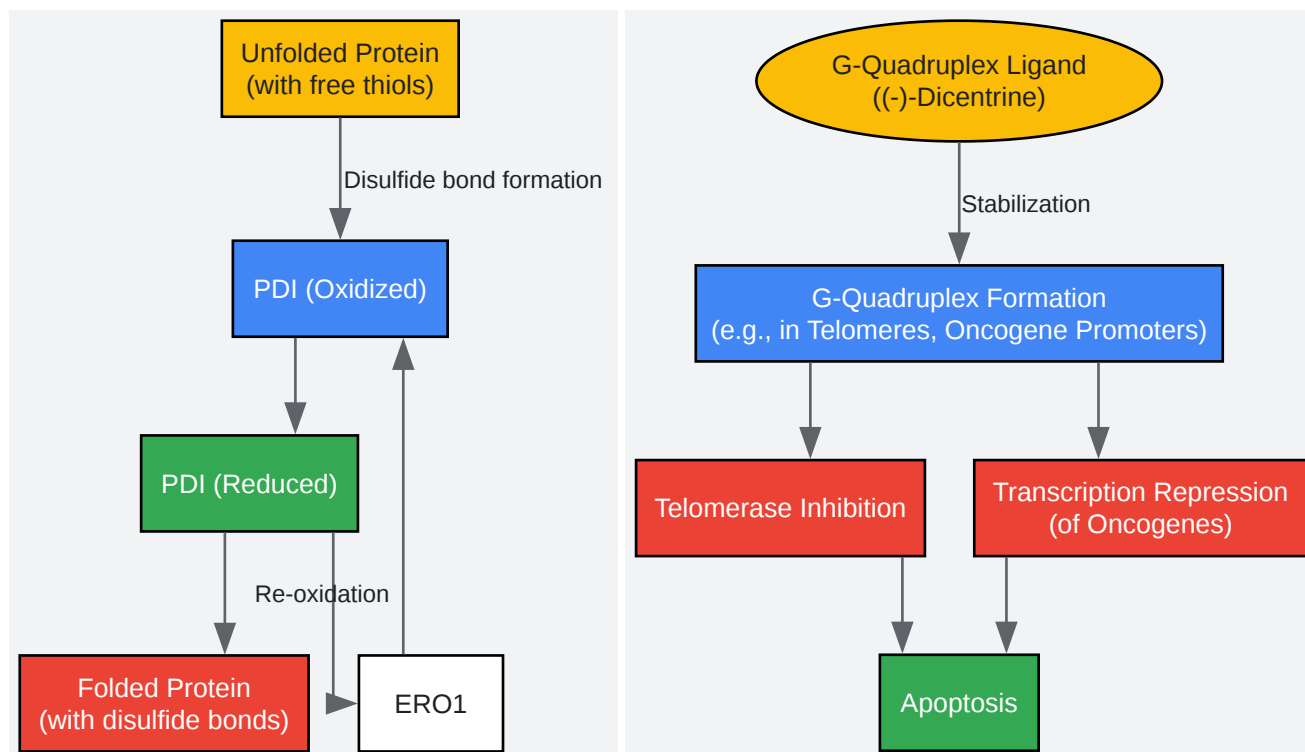 Unfolded Protein
(with free thiols)
Disulfide bond formation
PDI (Oxidized)
PDI (Reduced)
Re-oxidation
Folded Protein
(with disulfide bonds)
ERO1
G-Quadruplex Ligand
((-)-Dicentrine)
Stabilization
G-Quadruplex Formation
(e.g., in Telomeres, Oncogene Promoters)
Telomerase Inhibition
Transcription Repression
(of Oncogenes)
Apoptosis